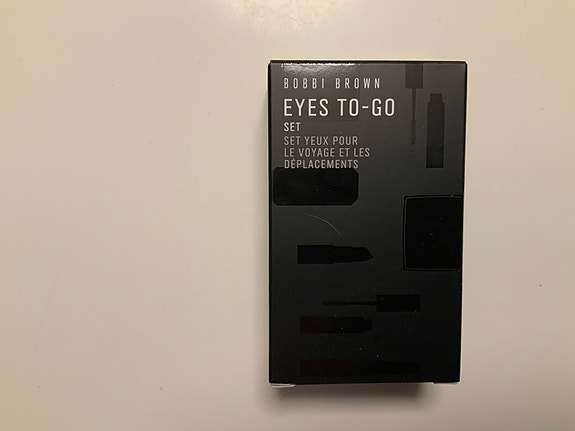 BOBBI BROWN
EYES TO-GO
SET
SET YEUX POUR
LE VOYAGE ET LES
DÉPLACEMENTS